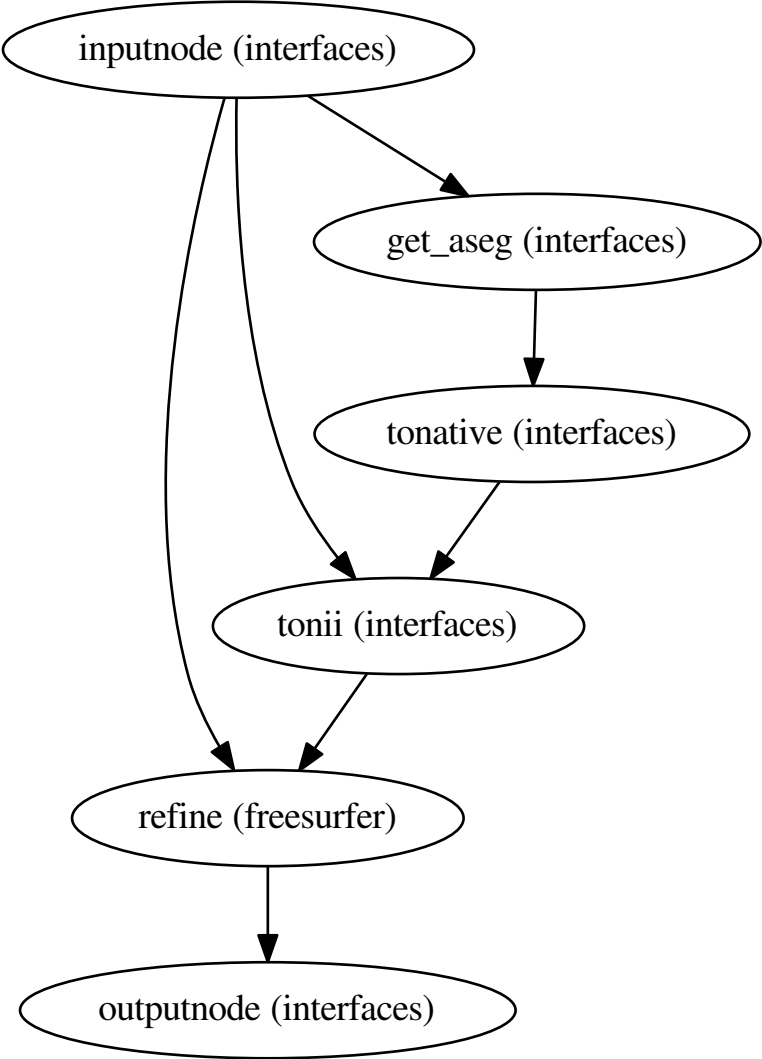 inputnode (interfaces)
get_aseg (interfaces)
tonative (interfaces)
tonii (interfaces)
refine (freesurfer)
outputnode (interfaces)